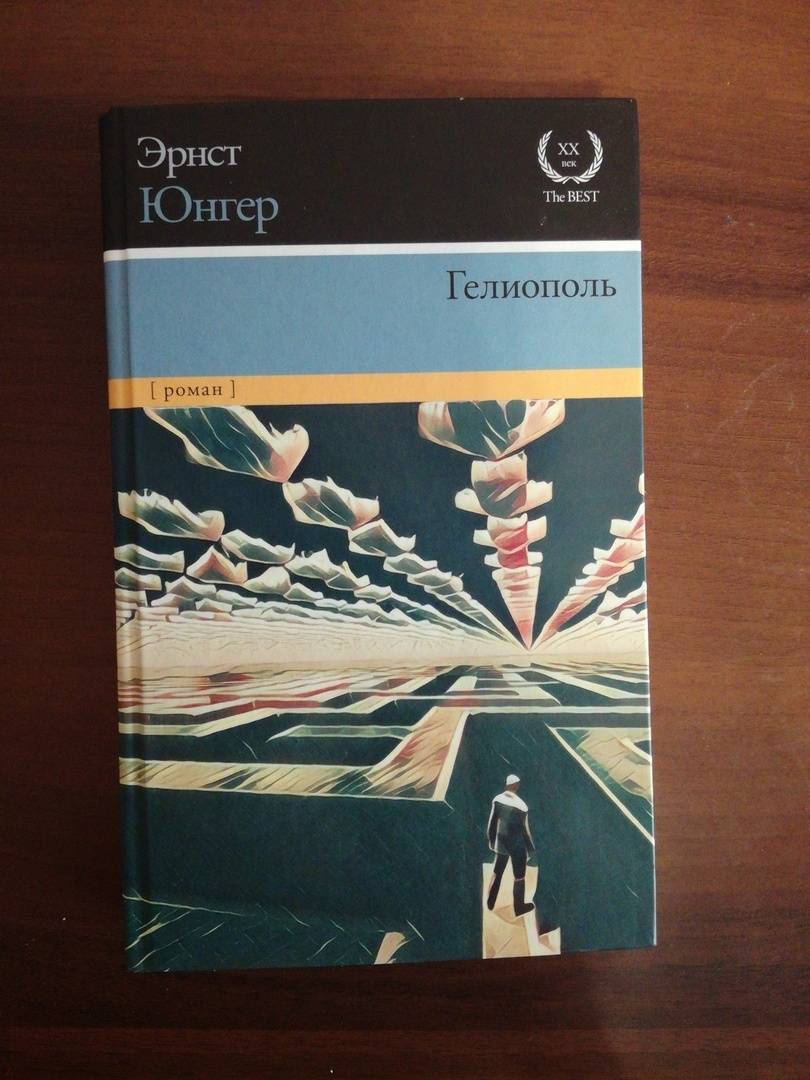 Эрнст
Юнгер
XX
век
The BEST
Гелиополь
[ роман ]